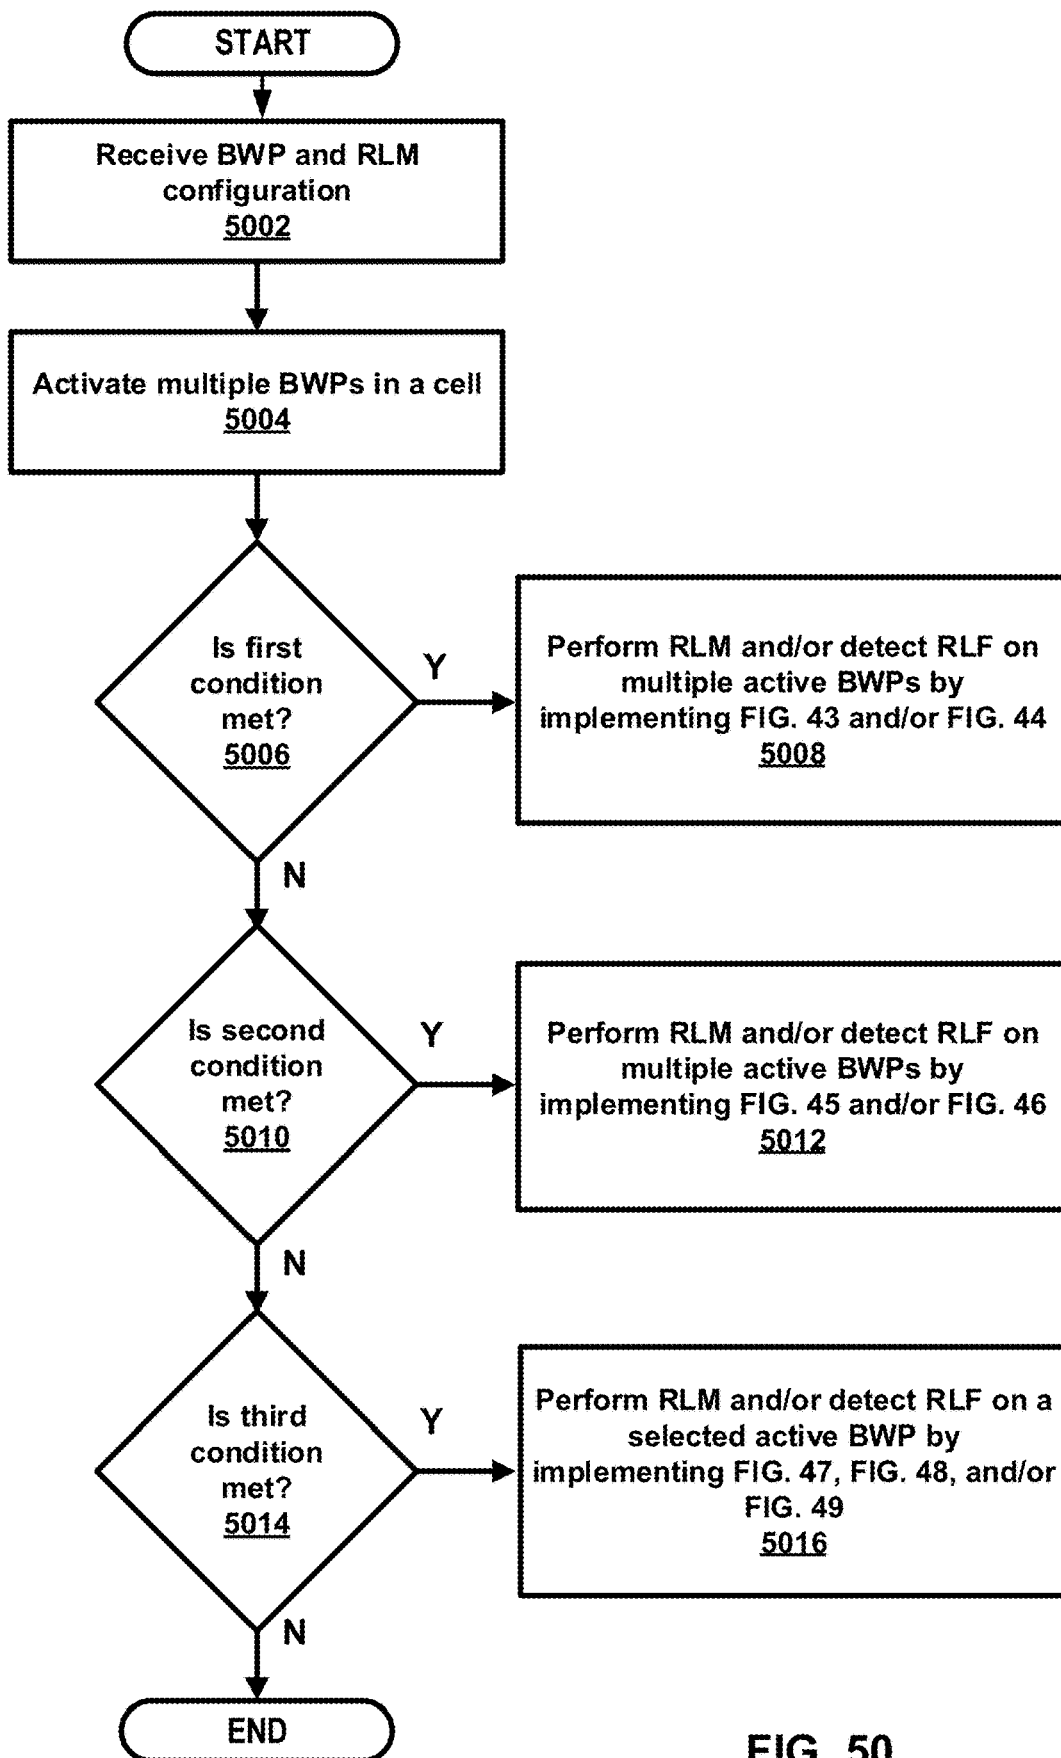 START
Receive BWP and RLM
configuration
5002
Activate multiple BWPs in a cell
5004
Is first
condition
met?
5006
Y
Perform RLM and/or detect RLF on
multiple active BWPs by
implementing FIG. 43 and/or FIG. 44
5008
N
Is second
condition
met?
5010
Y
Perform RLM and/or detect RLF on
multiple active BWPs by
implementing FIG. 45 and/or FIG. 46
5012
N
Is third
condition
met?
5014
Y
Perform RLM and/or detect RLF on a
selected active BWP by
implementing FIG. 47, FIG. 48, and/or
FIG. 49
5016
N
END
FIG. 50